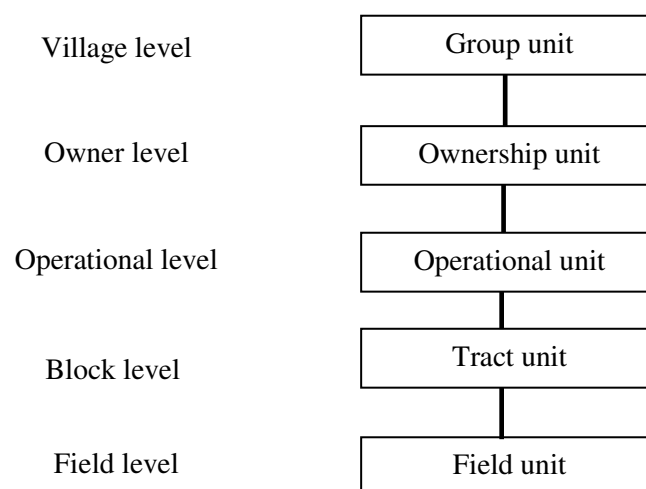 Village level
Group unit
Owner level
Ownership unit
Operational level
Operational unit
Block level
Tract unit
Field level
Field unit